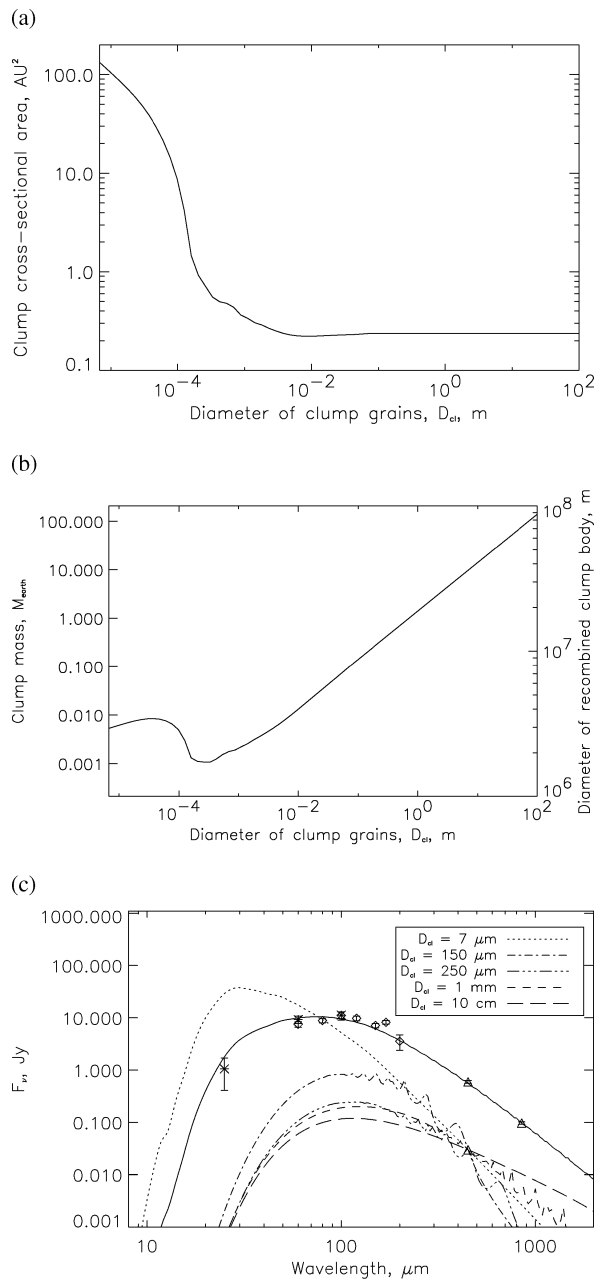 (a)
Clump cross-sectional area, AU²
100.0
10.0
1.0
0.1
10⁻⁴ 10⁻² 10⁰ 10²
Diameter of clump grains, D_cl, m
(b)
Clump mass, M_earth
100.000
10.000
1.000
0.100
0.010
0.001
10⁸
10⁷
10⁶
Diameter of recombined clump body, m
10⁻⁴ 10⁻² 10⁰ 10²
Diameter of clump grains, D_cl, m
(c)
F_ν, Jy
1000.000
100.000
10.000
1.000
0.100
0.010
0.001
D_cl = 7 μm
D_cl = 150 μm
D_cl = 250 μm
D_cl = 1 mm
D_cl = 10 cm
10 100 1000
Wavelength, μm